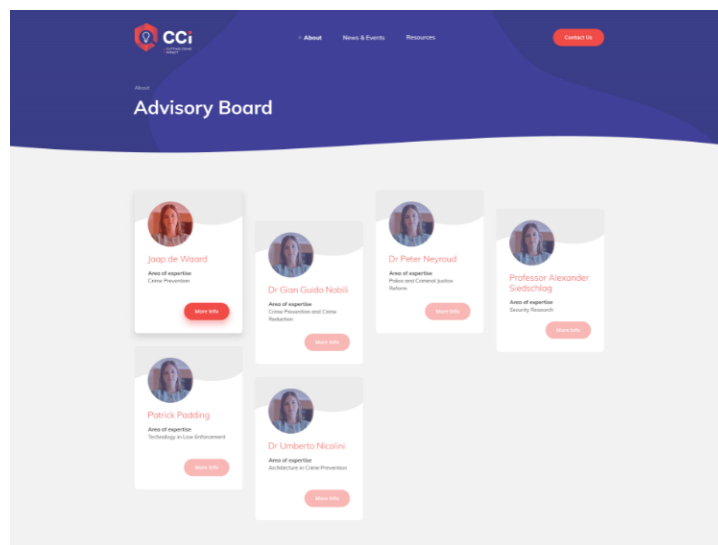 CCi
CUTTING CRIME
IMPACT
About
News & Events
Resources
Contact Us
About
Advisory Board
Jaap de Waard
Area of expertise
Crime Prevention
More Info
Dr Gian Guido Nobili
Area of expertise
Crime Prevention and Crime
Reduction
More Info
Dr Peter Neyroud
Area of expertise
Police and Criminal Justice
Reform
More Info
Professor Alexander
Siedschlag
Area of expertise
Security Research
More Info
Patrick Padding
Area of expertise
Technology in Law Enforcement
More Info
Dr Umberto Nicolini
Area of expertise
Architecture in Crime Prevention
More Info